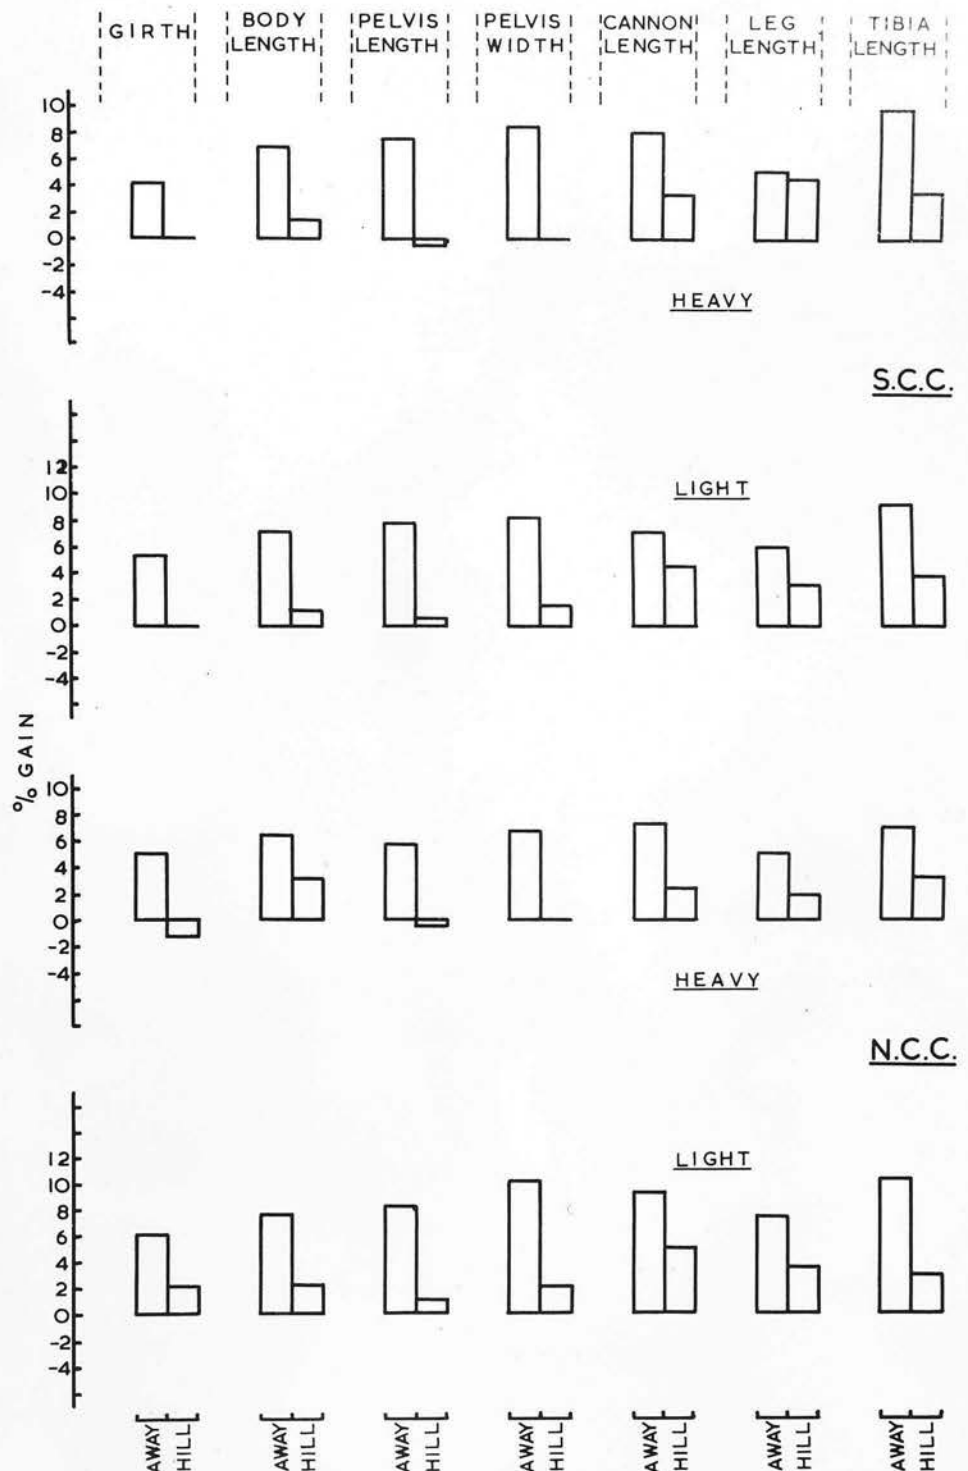 GIRTH
BODY LENGTH
PELVIS LENGTH
PELVIS WIDTH
CANNON LENGTH
LEG LENGTH
TIBIA LENGTH
10
8
6
4
2
0
-2
-4
HEAVY
S.C.C.
12
10
8
6
4
2
0
-2
-4
LIGHT
% GAIN
10
8
6
4
2
0
-2
-4
HEAVY
N.C.C.
12
10
8
6
4
2
0
-2
-4
LIGHT
AWAY
HILL
AWAY
HILL
AWAY
HILL
AWAY
HILL
AWAY
HILL
AWAY
HILL
AWAY
HILL